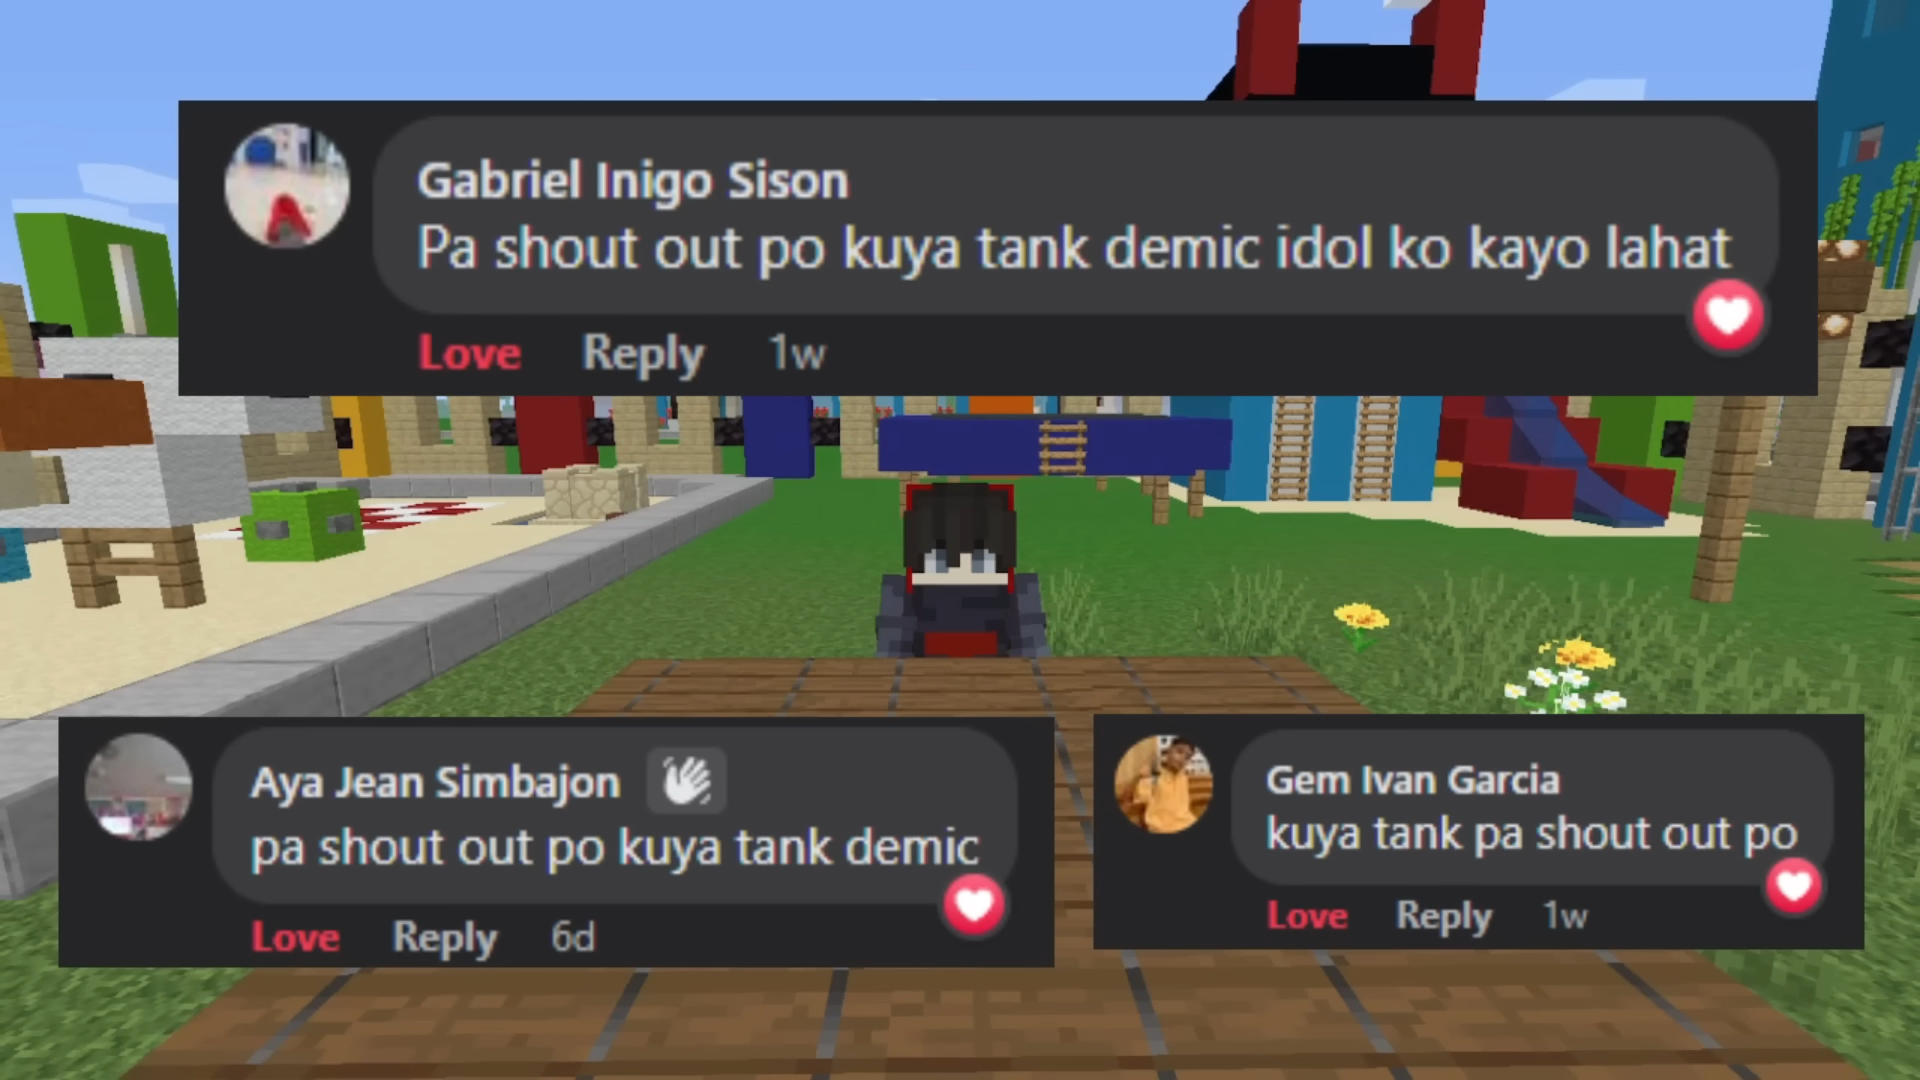 Gabriel Inigo Sison
Pa shout out po kuya tank demic idol ko kayo lahat
Love Reply 1w
Aya Jean Simbajon
pa shout out po kuya tank demic
Love Reply 6d
Gem Ivan Garcia
kuya tank pa shout out po
Love Reply 1w